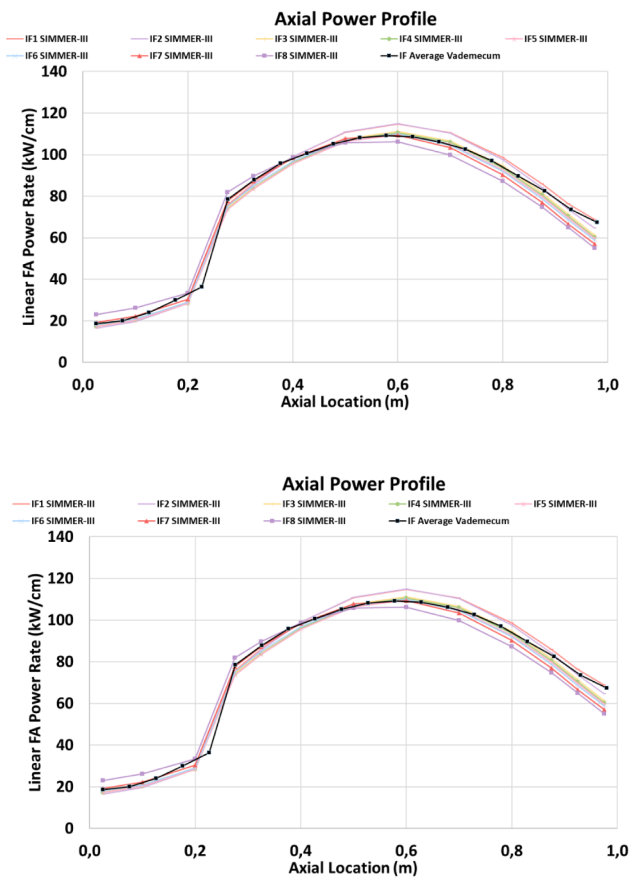 Axial Power Profile
IF1 SIMMER-III IF2 SIMMER-III IF3 SIMMER-III IF4 SIMMER-III IF5 SIMMER-III
IF6 SIMMER-III IF7 SIMMER-III IF8 SIMMER-III IF Average Vademecum
140
120
100
80
60
40
20
0
Linear FA Power Rate (kW/cm)
0,0 0,2 0,4 0,6 0,8 1,0
Axial Location (m)
Axial Power Profile
IF1 SIMMER-III IF2 SIMMER-III IF3 SIMMER-III IF4 SIMMER-III IF5 SIMMER-III
IF6 SIMMER-III IF7 SIMMER-III IF8 SIMMER-III IF Average Vademecum
140
120
100
80
60
40
20
0
Linear FA Power Rate (kW/cm)
0,0 0,2 0,4 0,6 0,8 1,0
Axial Location (m)